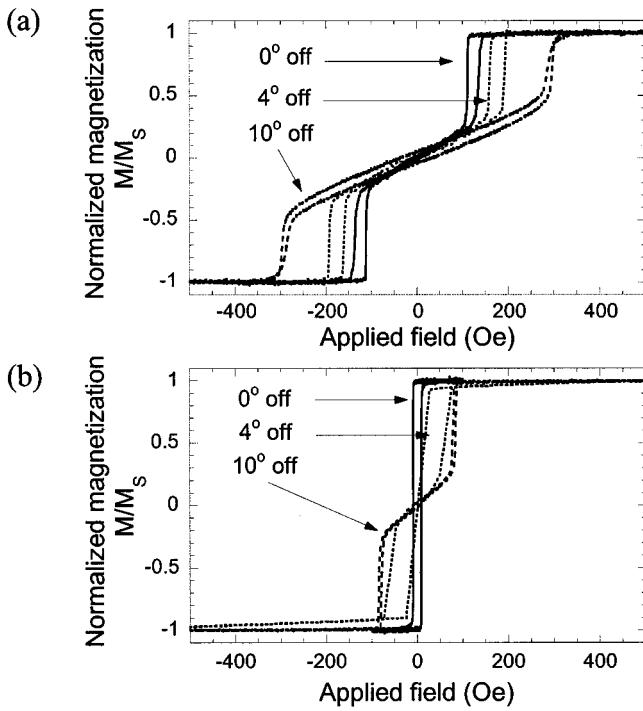 (a)
Normalized magnetization
M/M_S
1
0.5
0
-0.5
-1
0° off
4° off
10° off
-400 -200 0 200 400
Applied field (Oe)
(b)
Normalized magnetization
M/M_S
1
0.5
0
-0.5
-1
0° off
4° off
10° off
-400 -200 0 200 400
Applied field (Oe)